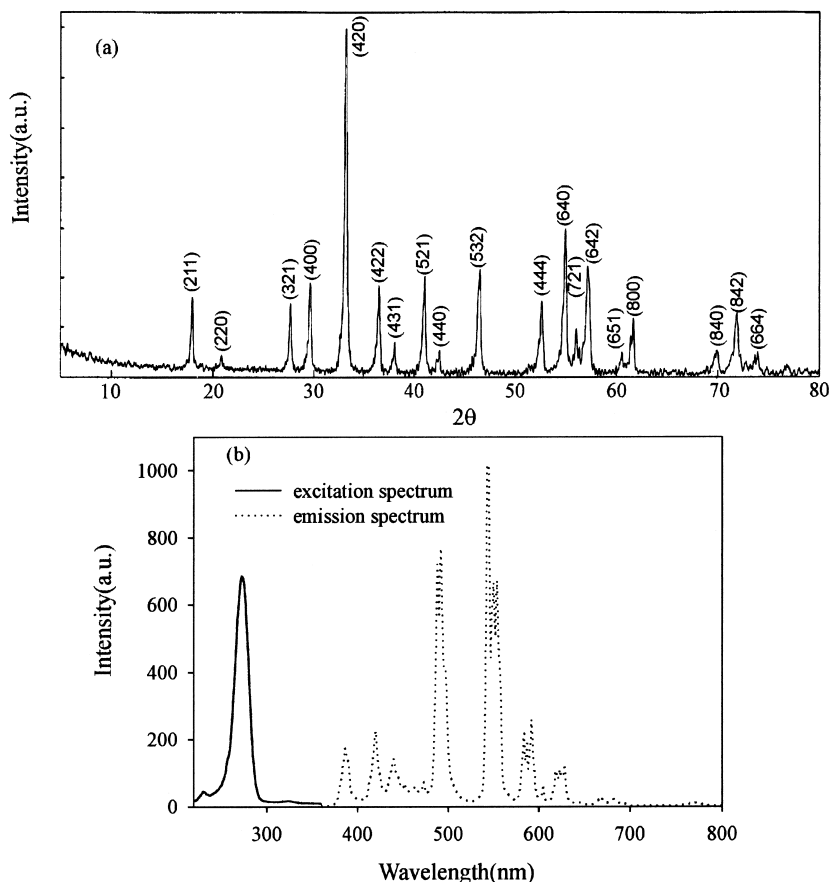 (a)
Intensity(a.u.)
(211)
(220)
(321)
(400)
(420)
(422)
(431)
(521)
(440)
(532)
(444)
(640)
(721)
(642)
(651)
(800)
(840)
(842)
(664)
10 20 30 40 50 60 70 80
2θ
(b)
excitation spectrum
emission spectrum
Intensity(a.u.)
1000
800
600
400
200
0
300 400 500 600 700 800
Wavelength(nm)